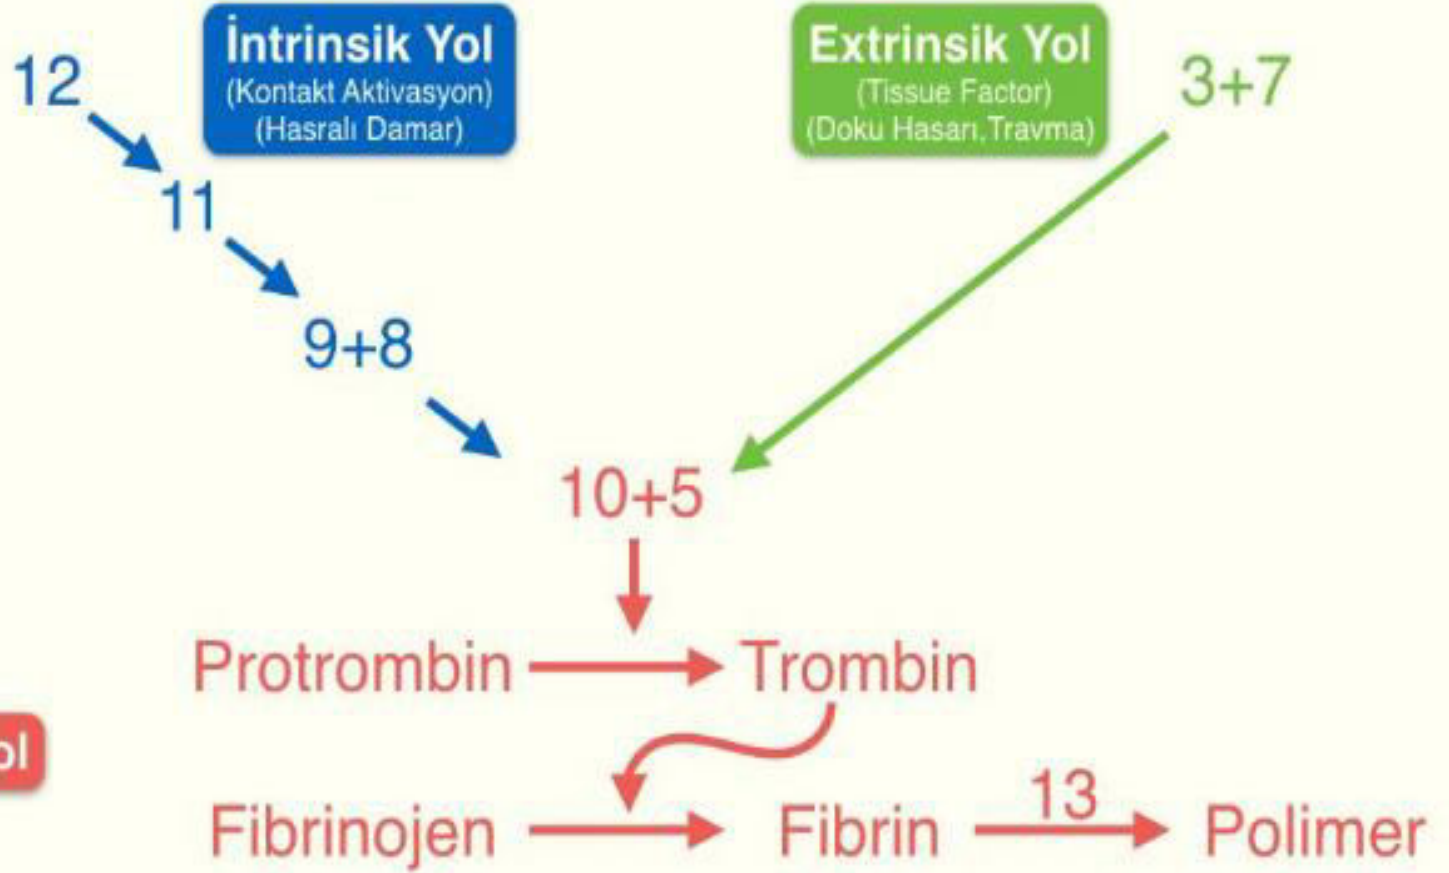 12
İntrinsik Yol
(Kontakt Aktivasyon)
(Hasralı Damar)
Extrinsik Yol
(Tissue Factor)
(Doku Hasarı,Travma)
3+7
11
9+8
10+5
Protrombin
Trombin
ol
Fibrinojen
Fibrin
13
Polimer